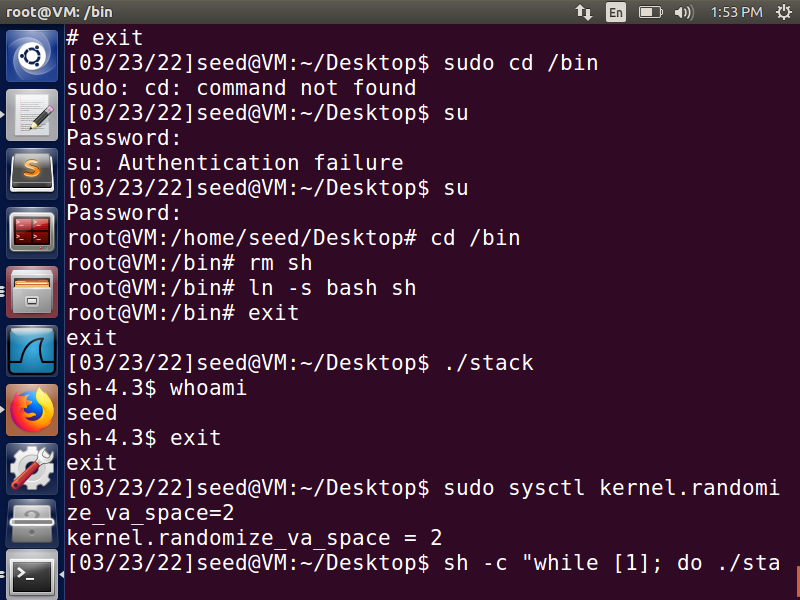 root@VM: /bin
En
1:53 PM
# exit
[03/23/22]seed@VM:~/Desktop$ sudo cd /bin
sudo: cd: command not found
[03/23/22]seed@VM:~/Desktop$ su
Password:
su: Authentication failure
[03/23/22]seed@VM:~/Desktop$ su
Password:
root@VM:/home/seed/Desktop# cd /bin
root@VM:/bin# rm sh
root@VM:/bin# ln -s bash sh
root@VM:/bin# exit
exit
[03/23/22]seed@VM:~/Desktop$ ./stack
sh-4.3$ whoami
seed
sh-4.3$ exit
exit
[03/23/22]seed@VM:~/Desktop$ sudo sysctl kernel.randomi
ze_va_space=2
kernel.randomize_va_space = 2
[03/23/22]seed@VM:~/Desktop$ sh -c "while [1]; do ./sta